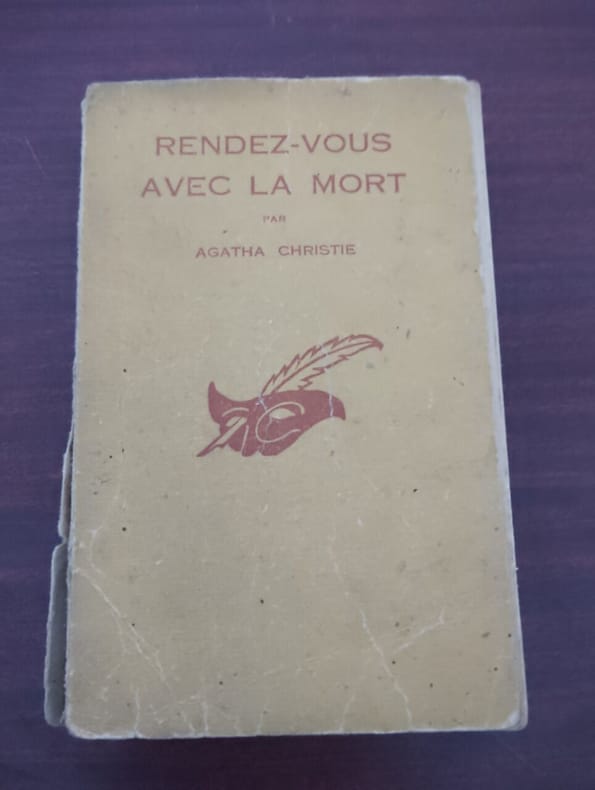 RENDEZ-VOUS
AVEC LA MORT
PAR
AGATHA CHRISTIE